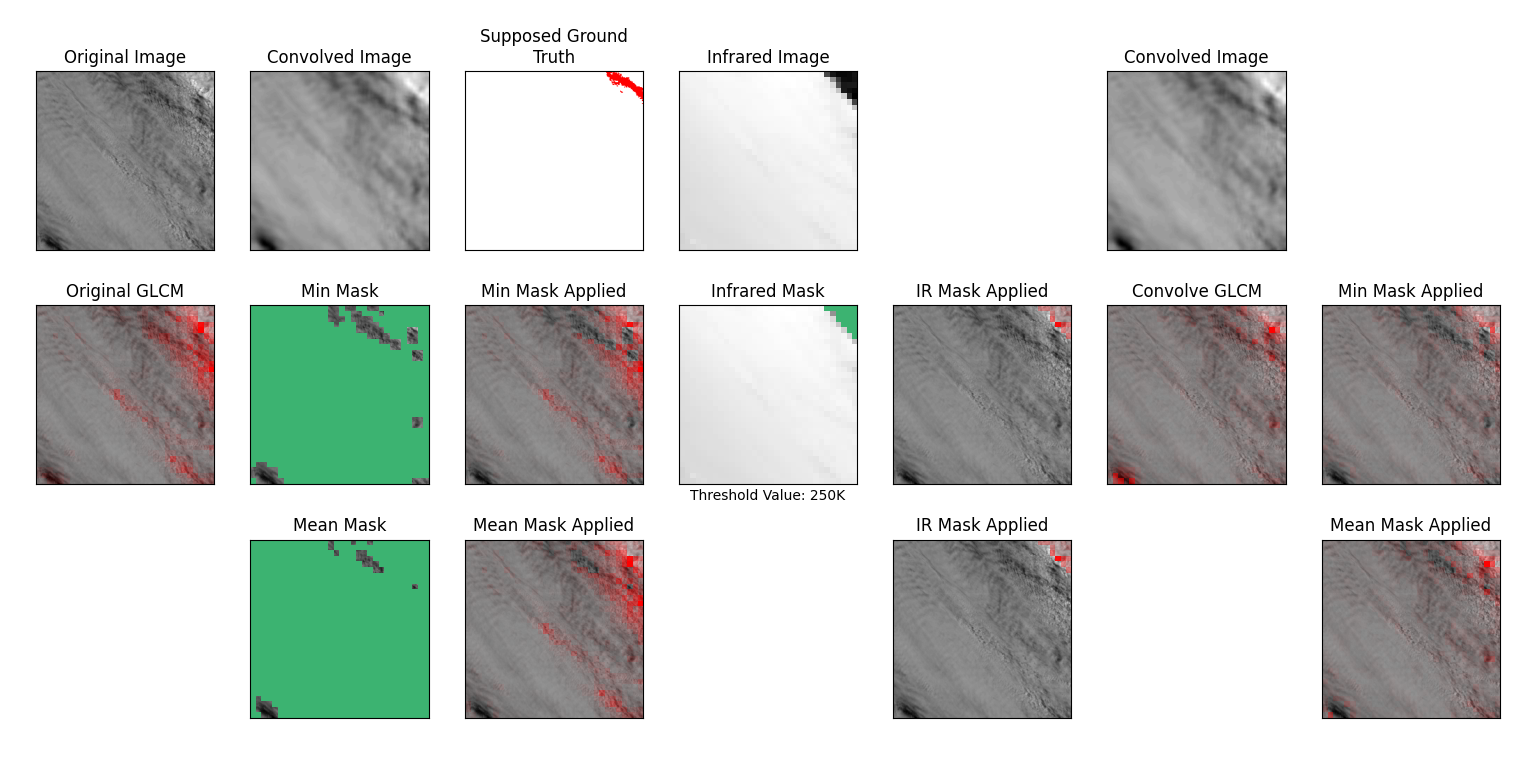 Original Image
Convolved Image
Supposed Ground
Truth
Infrared Image
Convolved Image
Original GLCM
Min Mask
Min Mask Applied
Infrared Mask
IR Mask Applied
Convolve GLCM
Min Mask Applied
Threshold Value: 250K
Mean Mask
Mean Mask Applied
IR Mask Applied
Mean Mask Applied